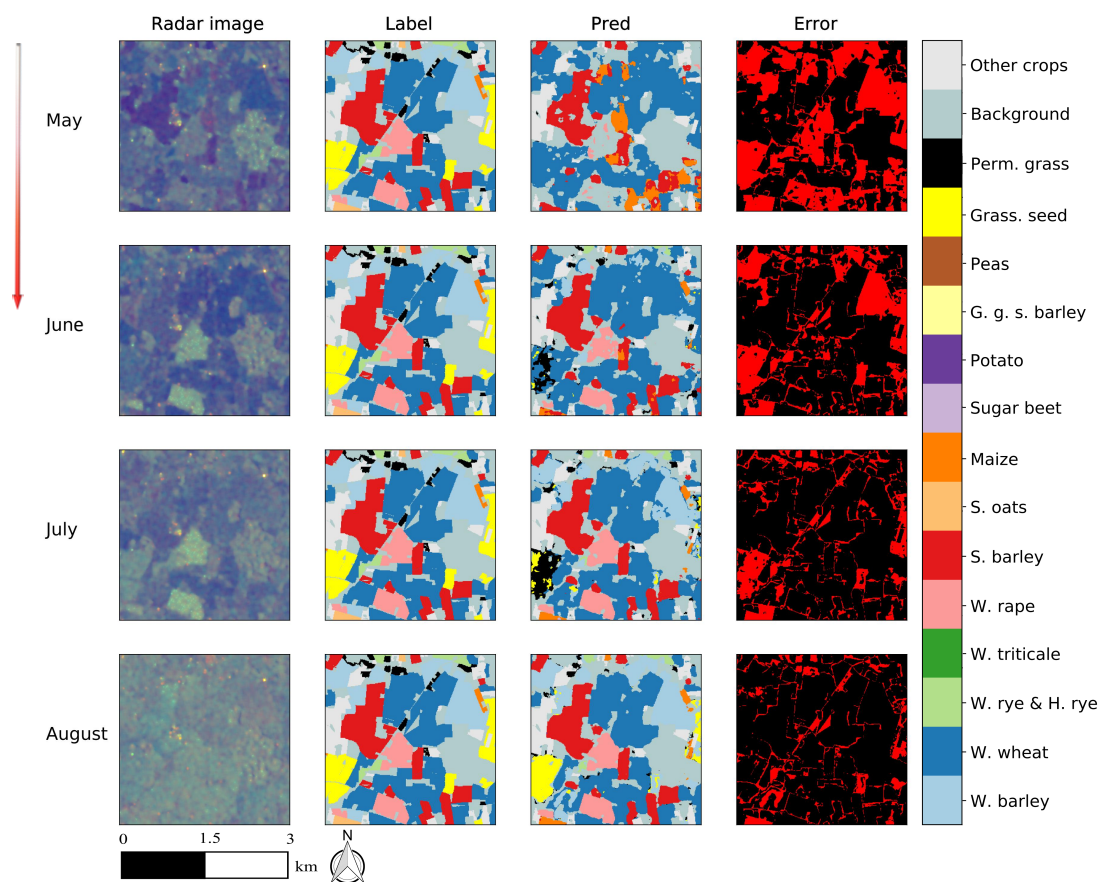 Radar image
Label
Pred
Error
May
June
July
August
Other crops
Background
Perm. grass
Grass. seed
Peas
G. g. s. barley
Potato
Sugar beet
Maize
S. oats
S. barley
W. rape
W. triticale
W. rye & H. rye
W. wheat
W. barley
0 1.5 3
km
N